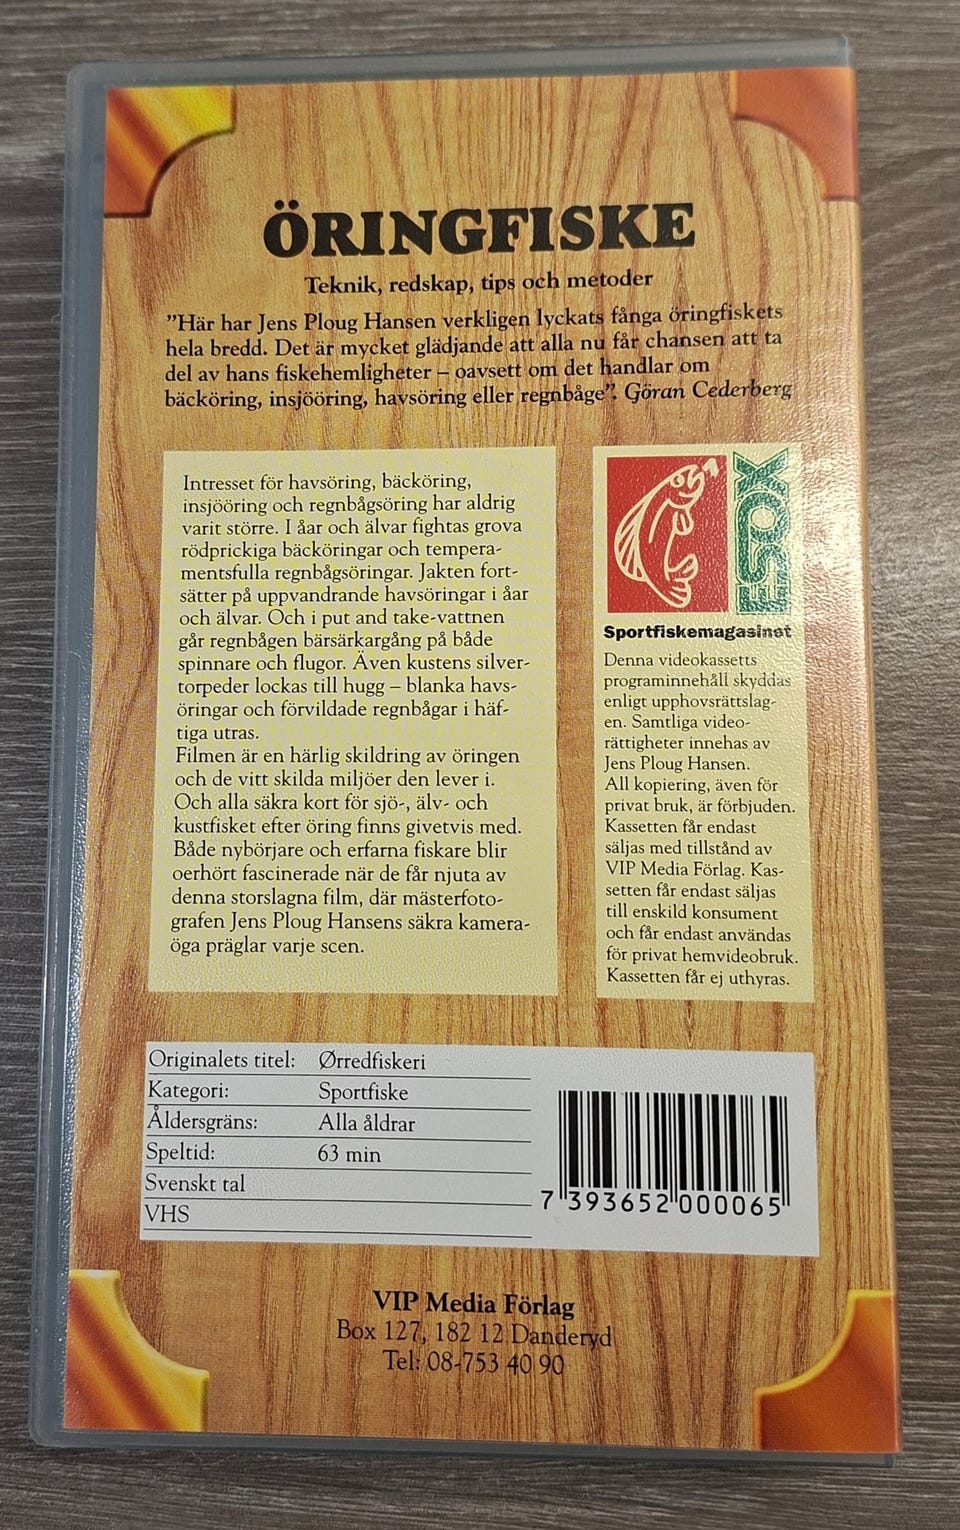 ÖRINGFISKE
Teknik, redskap, tips och metoder
”Här har Jens Ploug Hansen verkligen lyckats fånga öringfiskets
hela bredd. Det är mycket glädjande att alla nu får chansen att ta
del av hans fiskehemligheter – oavsett om det handlar om
bäcköring, insjööring, havsöring eller regnbåge”. Göran Cederberg
Intresset för havsöring, bäcköring,
insjööring och regnbågsöring har aldrig
varit större. I åar och älvar fightas grova
rödprickiga bäcköringar och tempera-
mentsfulla regnbågsöringar. Jakten fort-
sätter på uppvandrande havsöringar i åar
och älvar. Och i put and take-vattnen
går regnbågen bärsärkargång på både
spinnare och flugor. Även kustens silver-
torpeder lockas till hugg – blanka havs-
öringar och förvildade regnbågar i häf-
tiga utras.
Filmen är en härlig skildring av öringen
och de vitt skilda miljöer den lever i.
Och alla säkra kort för sjö-, älv- och
kustfisket efter öring finns givetvis med.
Både nybörjare och erfarna fiskare blir
oerhört fascinerade när de får njuta av
denna storslagna film, där mästerfoto-
grafen Jens Ploug Hansens säkra kamera-
öga präglar varje scen.
ESOX
Sportfiskemagasinet
Denna videokassetts
programinnehåll skyddas
enligt upphovsrättslag-
en. Samtliga video-
rättigheter innehas av
Jens Ploug Hansen.
All kopiering, även för
privat bruk, är förbjuden.
Kassetten får endast
säljas med tillstånd av
VIP Media Förlag. Kas-
setten får endast säljas
till enskild konsument
och får endast användas
för privat hemvideobruk.
Kassetten får ej uthyras.
Originalets titel: Ørredfiskeri
Kategori: Sportfiske
Åldersgräns: Alla åldrar
Speltid: 63 min
Svenskt tal
VHS
7 393652 000065
VIP Media Förlag
Box 127, 182 12 Danderyd
Tel: 08-753 40 90